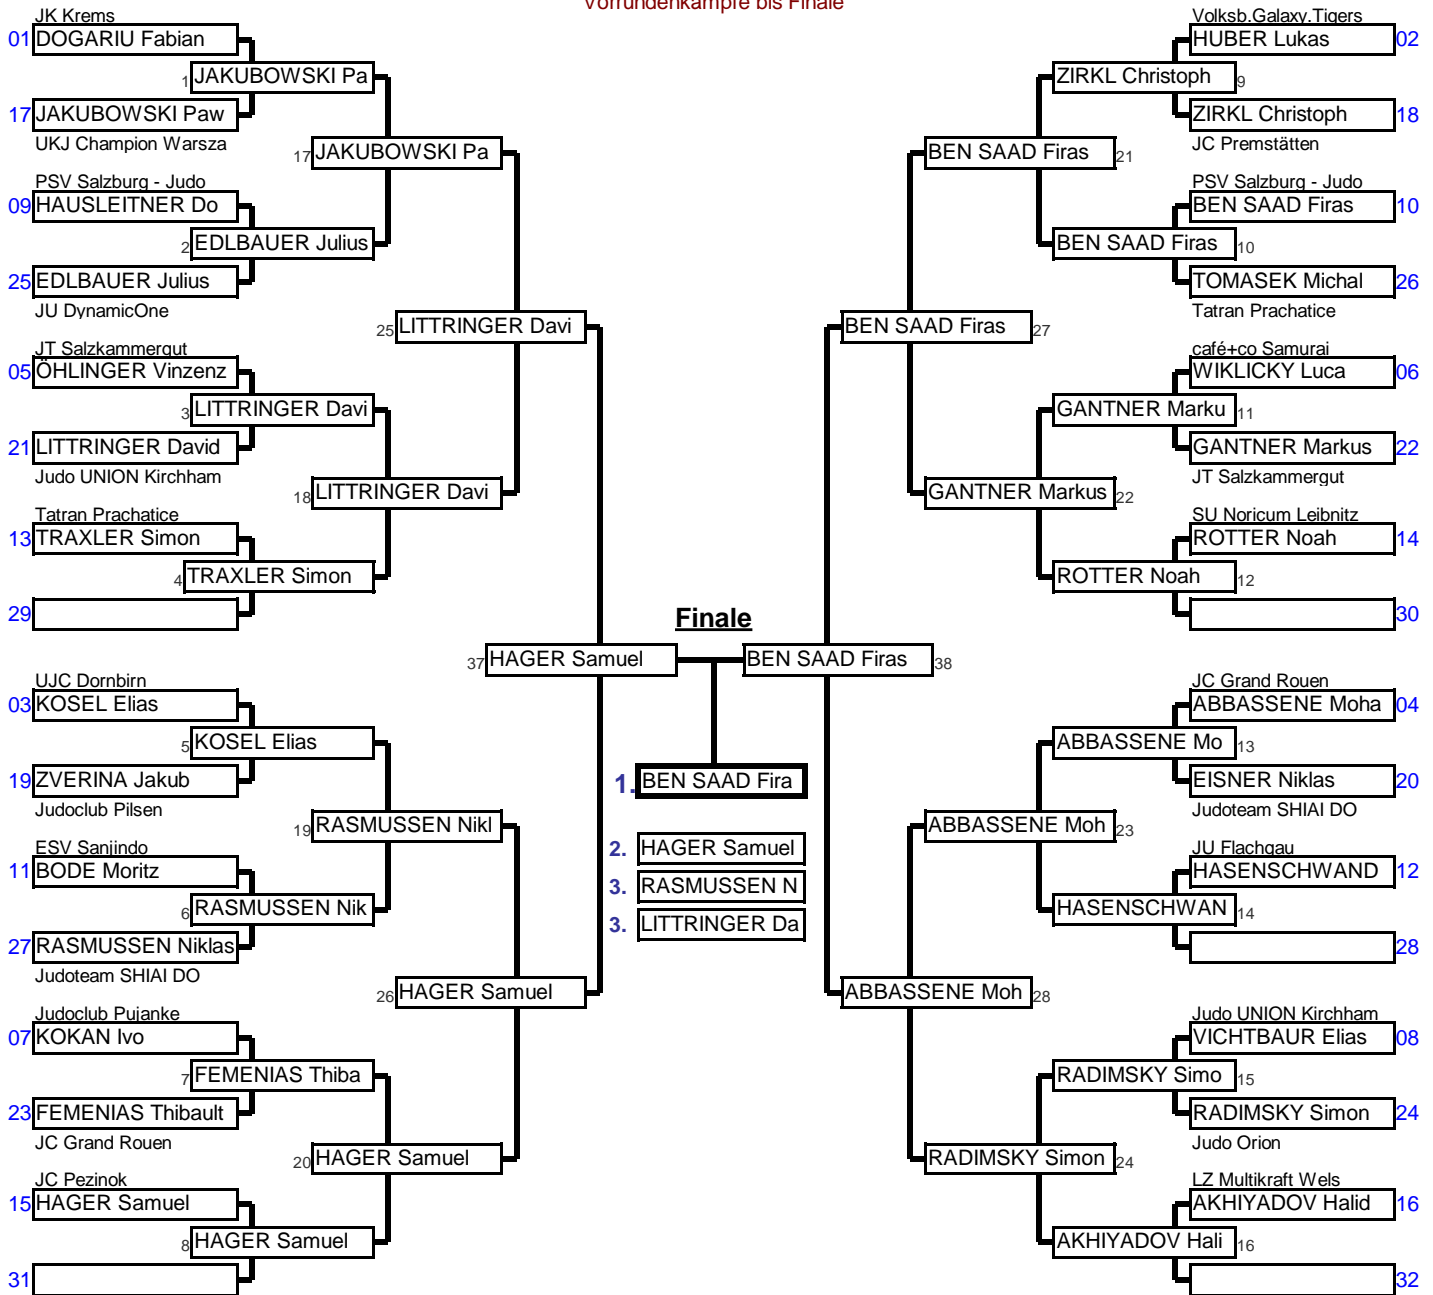 Vorrundenkämpfe bis Finale
JK Krems
01 DOGARIU Fabian
1 JAKUBOWSKI Pa
17 JAKUBOWSKI Paw
UKJ Champion Warsza
17 JAKUBOWSKI Pa
PSV Salzburg - Judo
09 HAUSLEITNER Do
2 EDLBAUER Julius
25 EDLBAUER Julius
JU DynamicOne
25 LITTRINGER Davi
JT Salzkammergut
05 ÖHLINGER Vinzenz
3 LITTRINGER Davi
21 LITTRINGER David
Judo UNION Kirchham
18 LITTRINGER Davi
Tatran Prachatice
13 TRAXLER Simon
4 TRAXLER Simon
29
37 HAGER Samuel
UJC Dornbirn
03 KOSEL Elias
5 KOSEL Elias
19 ZVERINA Jakub
Judoclub Pilsen
19 RASMUSSEN Nikl
ESV Sanjindo
11 BODE Moritz
6 RASMUSSEN Nik
27 RASMUSSEN Niklas
Judoteam SHIAI DO
26 HAGER Samuel
Judoclub Pujanke
07 KOKAN Ivo
7 FEMENIAS Thiba
23 FEMENIAS Thibault
JC Grand Rouen
20 HAGER Samuel
JC Pezinok
15 HAGER Samuel
8 HAGER Samuel
31
Finale
1. BEN SAAD Fira
2. HAGER Samuel
3. RASMUSSEN N
3. LITTRINGER Da
Volksb.Galaxy.Tigers
HUBER Lukas 02
ZIRKL Christoph 9
ZIRKL Christoph 18
JC Premstätten
BEN SAAD Firas 21
PSV Salzburg - Judo
BEN SAAD Firas 10
BEN SAAD Firas 10
TOMASEK Michal 26
Tatran Prachatice
BEN SAAD Firas 27
café+co Samurai
WIKLICKY Luca 06
GANTNER Marku 11
GANTNER Markus 22
JT Salzkammergut
GANTNER Markus 22
SU Noricum Leibnitz
ROTTER Noah 14
ROTTER Noah 12
30
BEN SAAD Firas 38
JC Grand Rouen
ABBASSENE Moha 04
ABBASSENE Mo 13
EISNER Niklas 20
Judoteam SHIAI DO
ABBASSENE Moh 23
JU Flachgau
HASENSCHWAND 12
HASENSCHWAN 14
28
ABBASSENE Moh 28
Judo UNION Kirchham
VICHTBAUR Elias 08
RADIMSKY Simo 15
RADIMSKY Simon 24
Judo Orion
RADIMSKY Simon 24
LZ Multikraft Wels
AKHIYADOV Halid 16
AKHIYADOV Hali 16
32